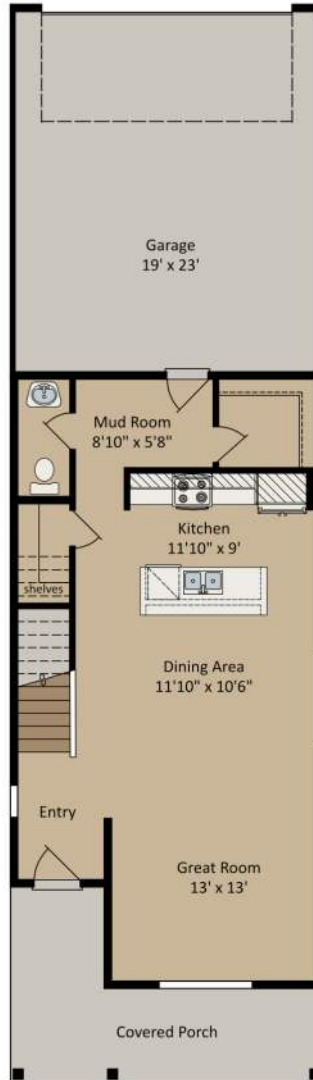 Garage
19' x 23'
Mud Room
8'10" x 5'8"
Kitchen
11'10" x 9'
shelves
Dining Area
11'10" x 10'6"
Entry
Great Room
13' x 13'
Covered Porch